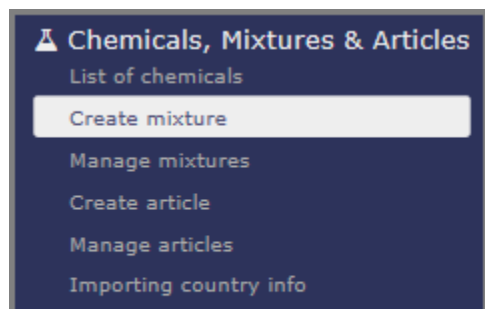 Chemicals, Mixtures & Articles
List of chemicals
Create mixture
Manage mixtures
Create article
Manage articles
Importing country info